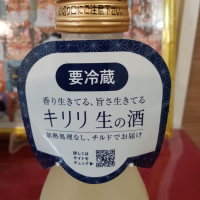 要冷蔵
香り生きてる、旨さ生きてる
キリリ 生の酒
加熱処理なし、チルドでお届け
詳しくは
サイトを
チェック